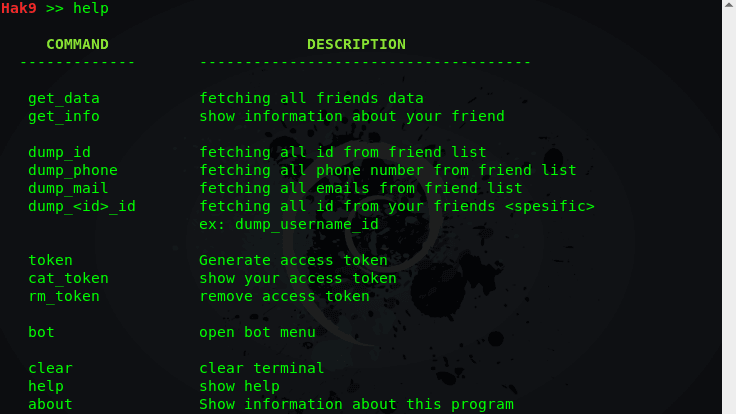 Hak9 >> help
COMMAND DESCRIPTION
------------- -------------------------------------
get_data fetching all friends data
get_info show information about your friend
dump_id fetching all id from friend list
dump_phone fetching all phone number from friend list
dump_mail fetching all emails from friend list
dump_<id>_id fetching all id from your friends <spesific>
ex: dump_username_id
token Generate access token
cat_token show your access token
rm_token remove access token
bot open bot menu
clear clear terminal
help show help
about Show information about this program